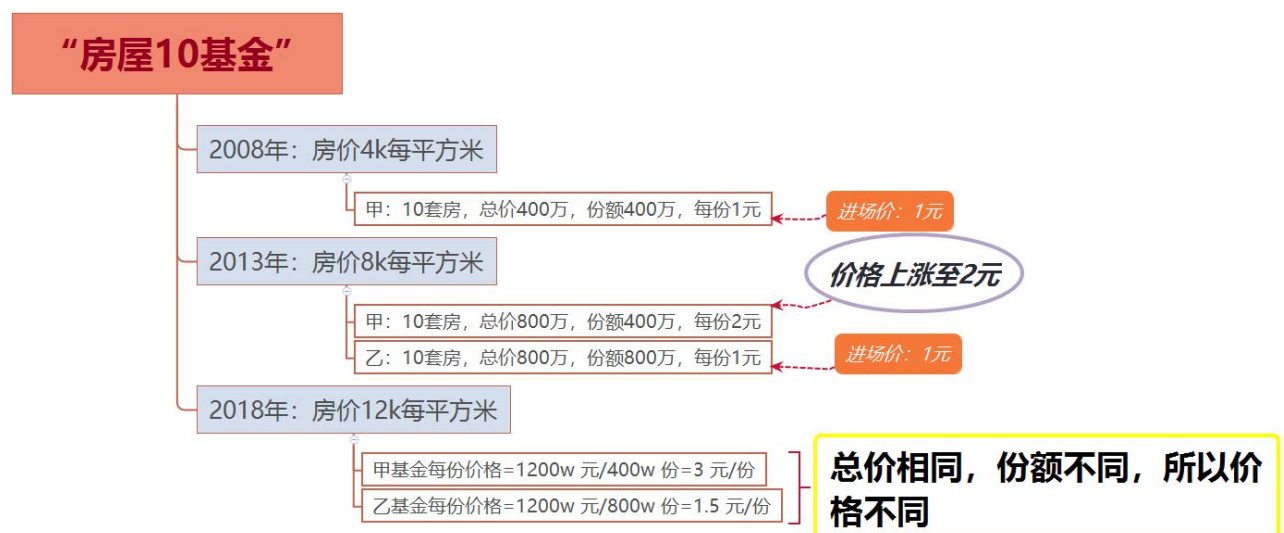 “房屋10基金”
2008年：房价4k每平方米
甲：10套房，总价400万，份额400万，每份1元
进场价：1元
2013年：房价8k每平方米
价格上涨至2元
甲：10套房，总价800万，份额400万，每份2元
乙：10套房，总价800万，份额800万，每份1元
进场价：1元
2018年：房价12k每平方米
甲基金每份价格=1200w 元/400w 份=3 元/份
乙基金每份价格=1200w 元/800w 份=1.5 元/份
总价相同，份额不同，所以价
格不同